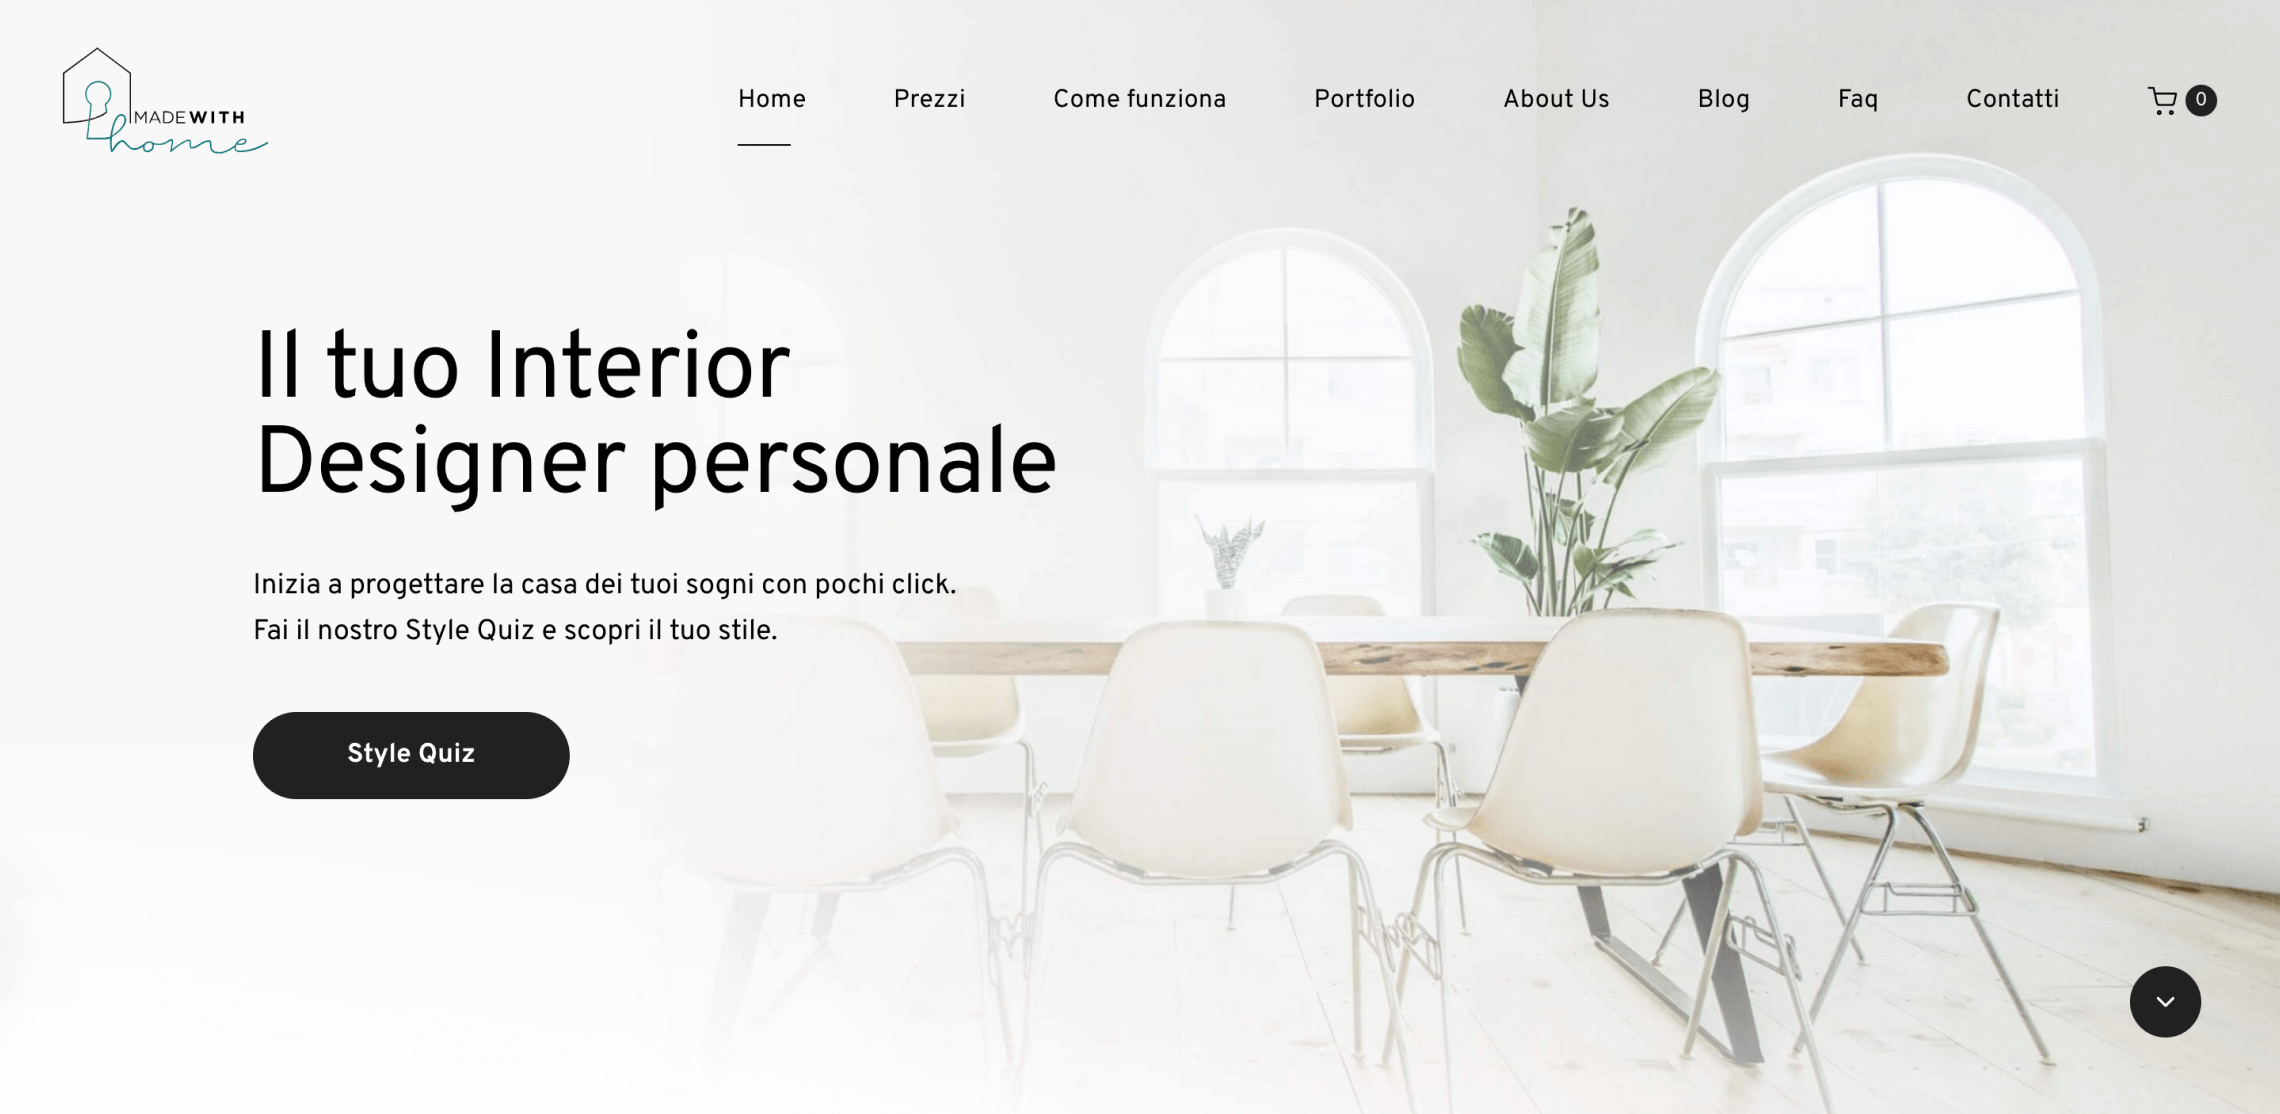 MADEWITH
home
Home
Prezzi
Come funziona
Portfolio
About Us
Blog
Faq
Contatti
0
Il tuo Interior
Designer personale
Inizia a progettare la casa dei tuoi sogni con pochi click.
Fai il nostro Style Quiz e scopri il tuo stile.
Style Quiz